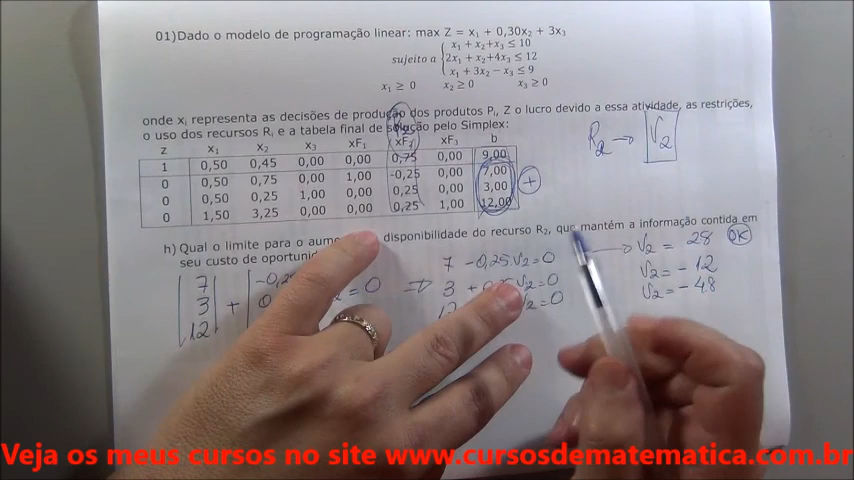 01)Dado o modelo de programação linear: max Z = x₁ + 0,30x₂ + 3x₃
sujeito a { x₁ + x₂+x₃ ≤ 10
2x₁ + x₂+4x₃ ≤ 12
x₁ + 3x₂ − x₃ ≤ 9
x₁ ≥ 0 x₂ ≥ 0 x₃ ≥ 0
onde xᵢ representa as decisões de produção dos produtos Pᵢ, Z o lucro devido a essa atividade, as restrições,
o uso dos recursos Rᵢ e a tabela final de solução pelo Simplex:
z x₁ x₂ x₃ xF₁ xF₂ xF₃ b
1 0,50 0,45 0,00 0,00 0,75 0,00 9,00
0 0,50 0,75 0,00 1,00 -0,25 0,00 7,00
0 0,50 0,25 1,00 0,00 0,25 0,00 3,00 +
0 1,50 3,25 0,00 0,00 0,25 1,00 12,00
R₂ → V₂
h) Qual o limite para o disponibilidade do recurso R₂, que mantém a informação contida em
seu custo de
7
3 +
12
= 0 ⇒
7 -0,25.V₂=0
3 + V₂=0
V₂=0
→ V₂ = 28 OK
V₂ = -12
V₂ = -48
Veja os meus cursos no site www.cursosdematematica.com.br